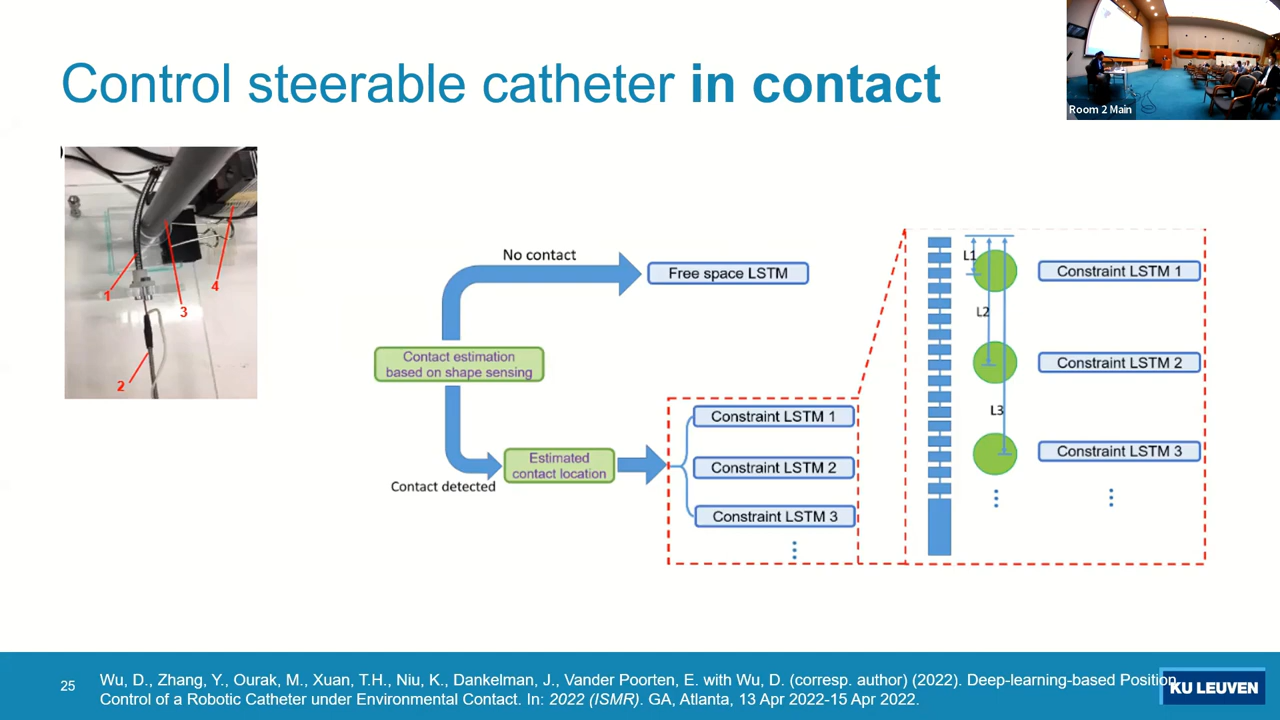 Control steerable catheter in contact
Room 2 Main
1
2
3
4
No contact
Free space LSTM
Contact estimation
based on shape sensing
Contact detected
Estimated
contact location
Constraint LSTM 1
Constraint LSTM 2
Constraint LSTM 3
L1
L2
L3
Constraint LSTM 1
Constraint LSTM 2
Constraint LSTM 3
25
Wu, D., Zhang, Y., Ourak, M., Xuan, T.H., Niu, K., Dankelman, J., Vander Poorten, E. with Wu, D. (corresp. author) (2022). Deep-learning-based Position
Control of a Robotic Catheter under Environmental Contact. In: 2022 (ISMR). GA, Atlanta, 13 Apr 2022-15 Apr 2022.
KU LEUVEN